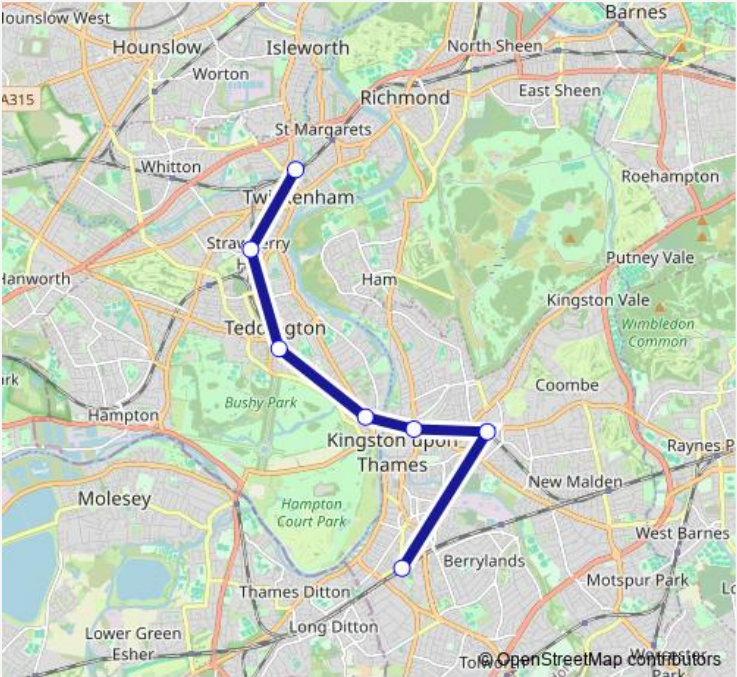 Barnes
Hounslow West
Hounslow
Isleworth
North Sheen
Worton
A315
Richmond
East Sheen
St Margarets
Whitton
Roehampton
Twickenham
Strawberry
Putney Vale
Hanworth
Ham
Kingston Vale
Wimbledon
Common
Teddington
Coombe
Bushy Park
Hampton
Kingston upon
Thames
Raynes P
New Malden
Molesey
Hampton
Court Park
West Barnes
Berrylands
Motspur Park
Thames Ditton
Long Ditton
Lower Green
Esher
© OpenStreetMap contributors